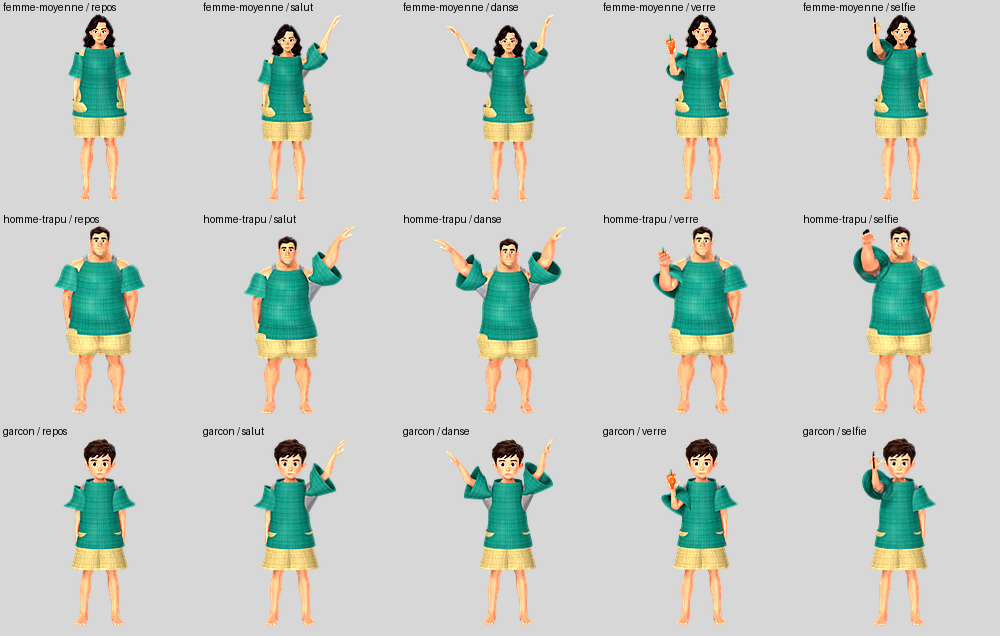 femme-moyenne / repos
femme-moyenne / salut
femme-moyenne / danse
femme-moyenne / verre
femme-moyenne / selfie
homme-trapu / repos
homme-trapu / salut
homme-trapu / danse
homme-trapu / verre
homme-trapu / selfie
garcon / repos
garcon / salut
garcon / danse
garcon / verre
garcon / selfie